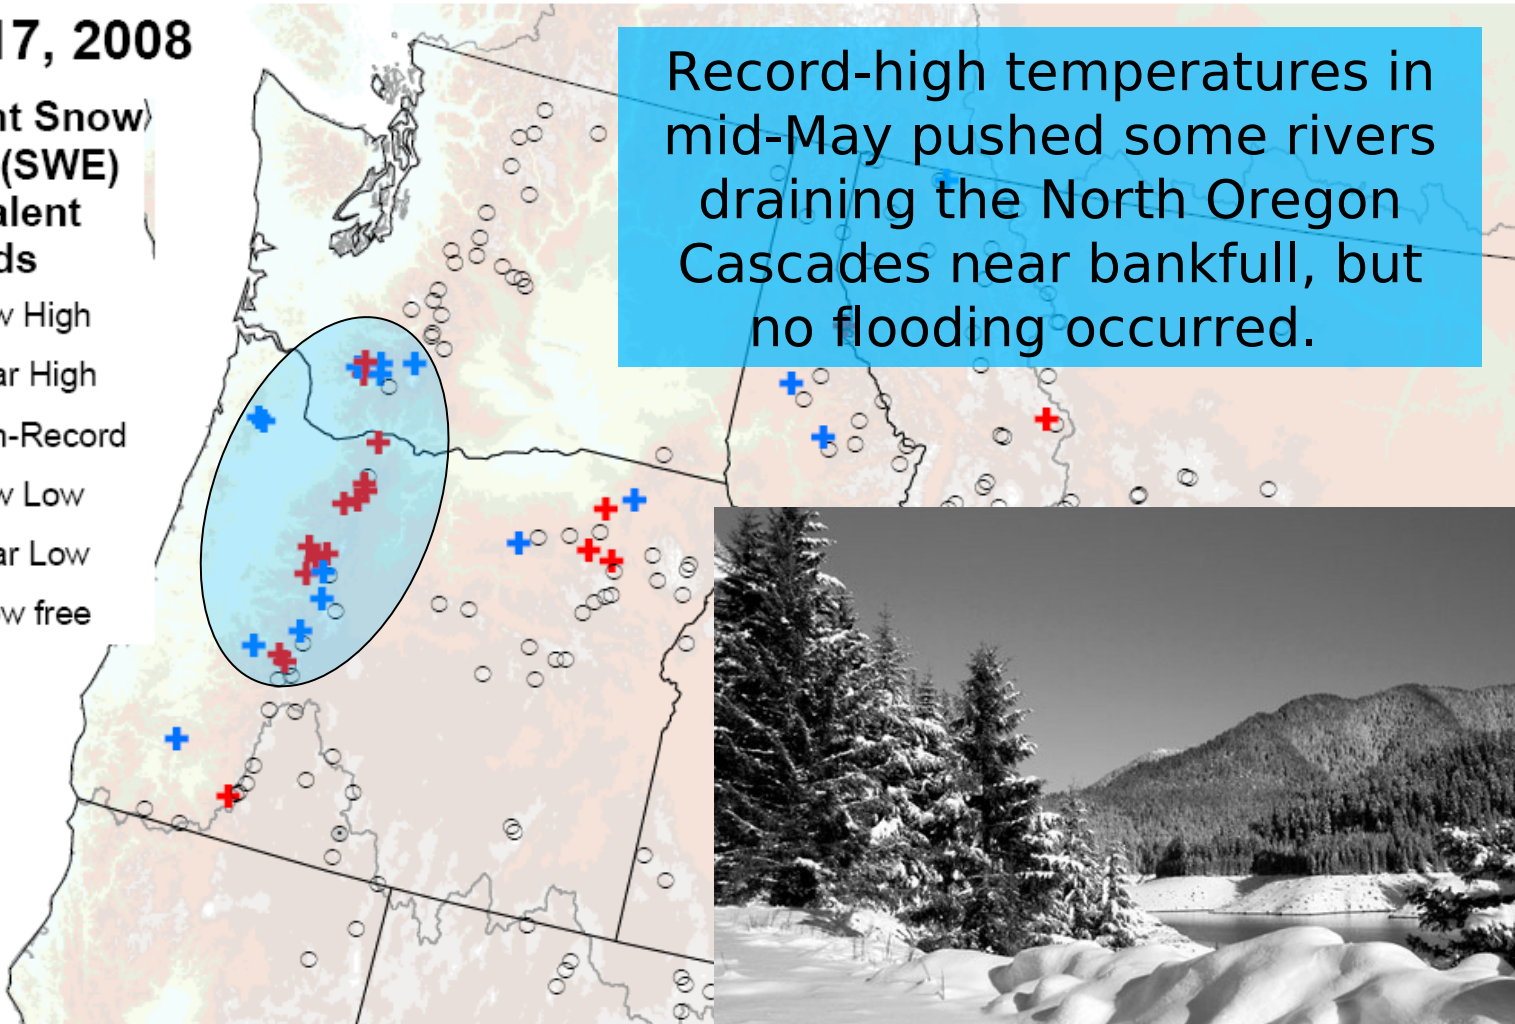 17, 2008
nt Snow
(SWE)
alent
ds
w High
ar High
n-Record
w Low
ar Low
w free
Record-high temperatures in
mid-May pushed some rivers
draining the North Oregon
Cascades near bankfull, but
no flooding occurred.